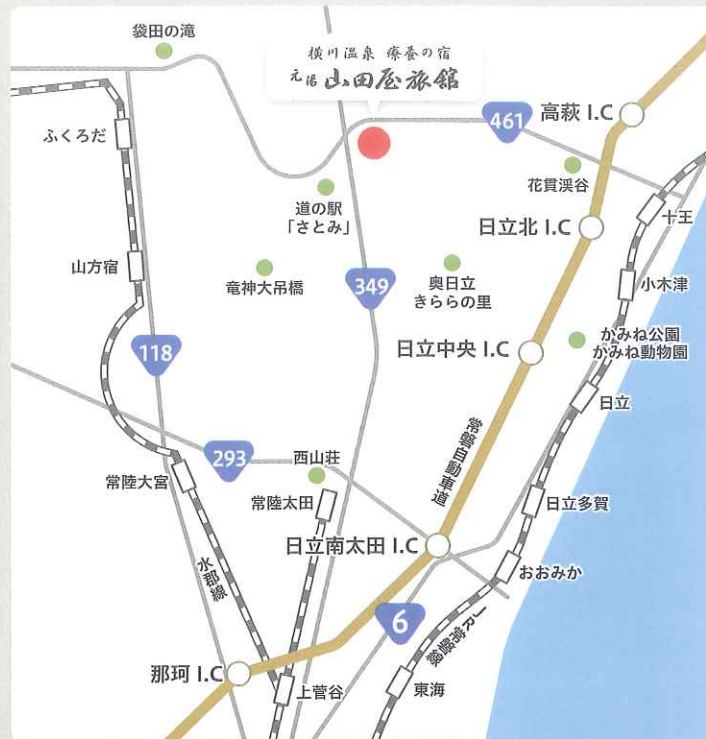 袋田の滝
横川温泉 療養の宿
元湯 山田屋旅館
高萩 I.C
461
ふくろだ
花貫渓谷
道の駅
「さとみ」
十王
日立北 I.C
山方宿
竜神大吊橋
349
奥日立
きららの里
小木津
118
日立中央 I.C
かみね公園
かみね動物園
日立
常磐自動車道
293
西山荘
常陸大宮
常陸太田
日立多賀
日立南太田 I.C
おおみか
水郡線
6
JR常磐線
那珂 I.C
上菅谷
東海